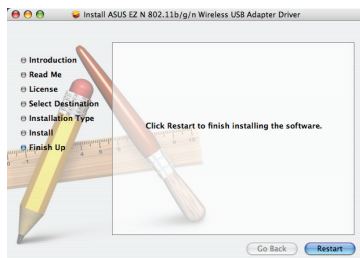 Install ASUS EZ N 802.11b/g/n Wireless USB Adapter Driver
Introduction
Read Me
License
Select Destination
Installation Type
Install
Finish Up
Click Restart to finish installing the software.
Go Back
Restart